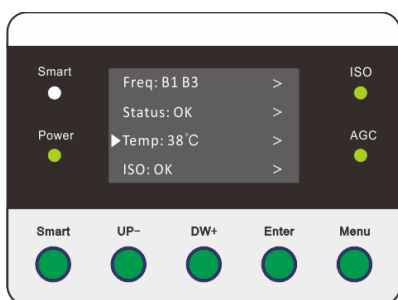 Smart
ISO
Freq: B1 B3 >
Status: OK >
Power
AGC
Temp: 38℃ >
ISO: OK >
Smart UP- DW+ Enter Menu